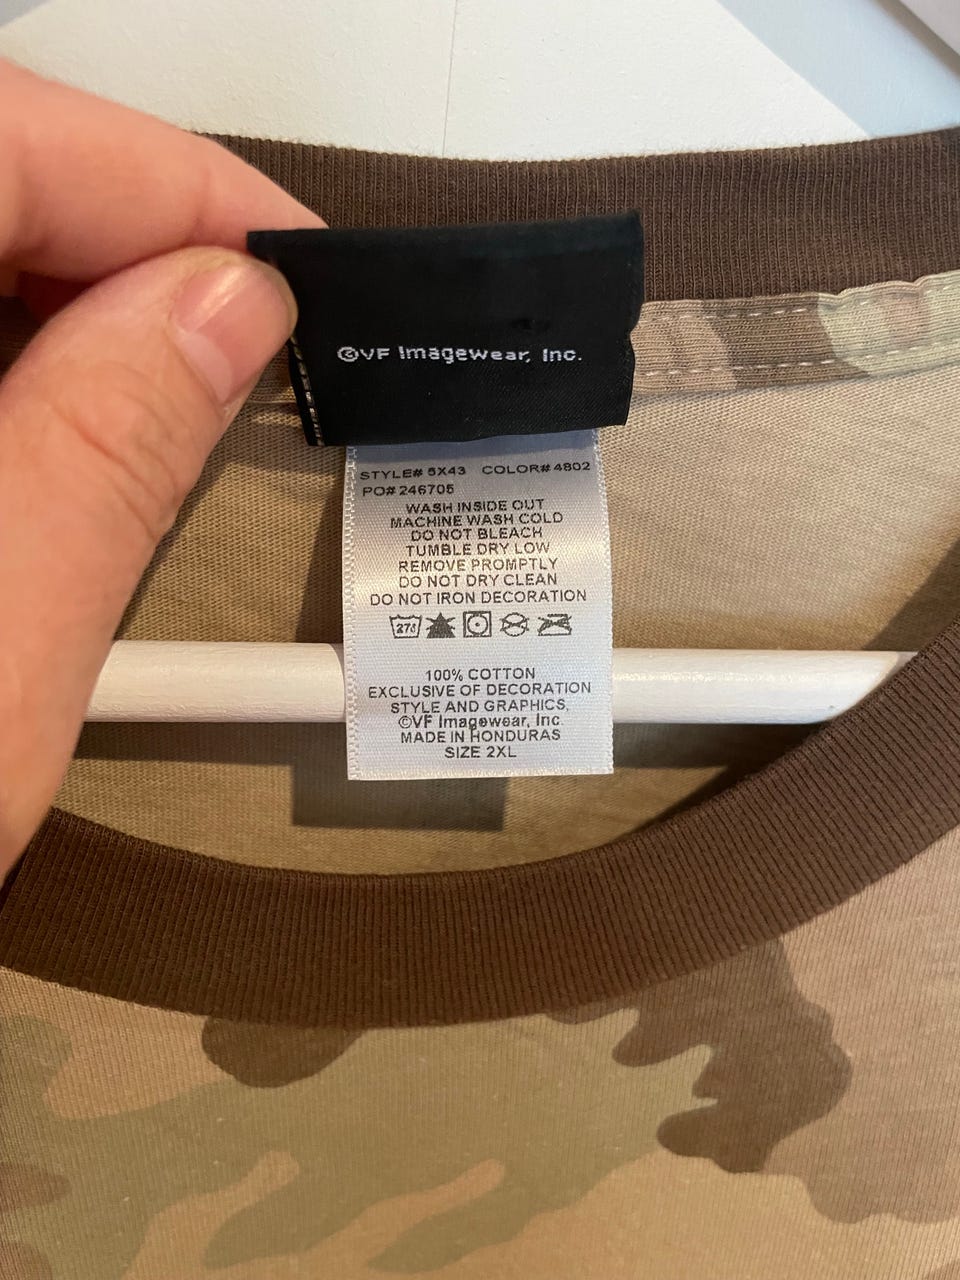 ©VF Imagewear, Inc.
STYLE# 5X43 COLOR# 4802
PO# 246705
WASH INSIDE OUT
MACHINE WASH COLD
DO NOT BLEACH
TUMBLE DRY LOW
REMOVE PROMPTLY
DO NOT DRY CLEAN
DO NOT IRON DECORATION
100% COTTON
EXCLUSIVE OF DECORATION
STYLE AND GRAPHICS,
©VF Imagewear, Inc.
MADE IN HONDURAS
SIZE 2XL